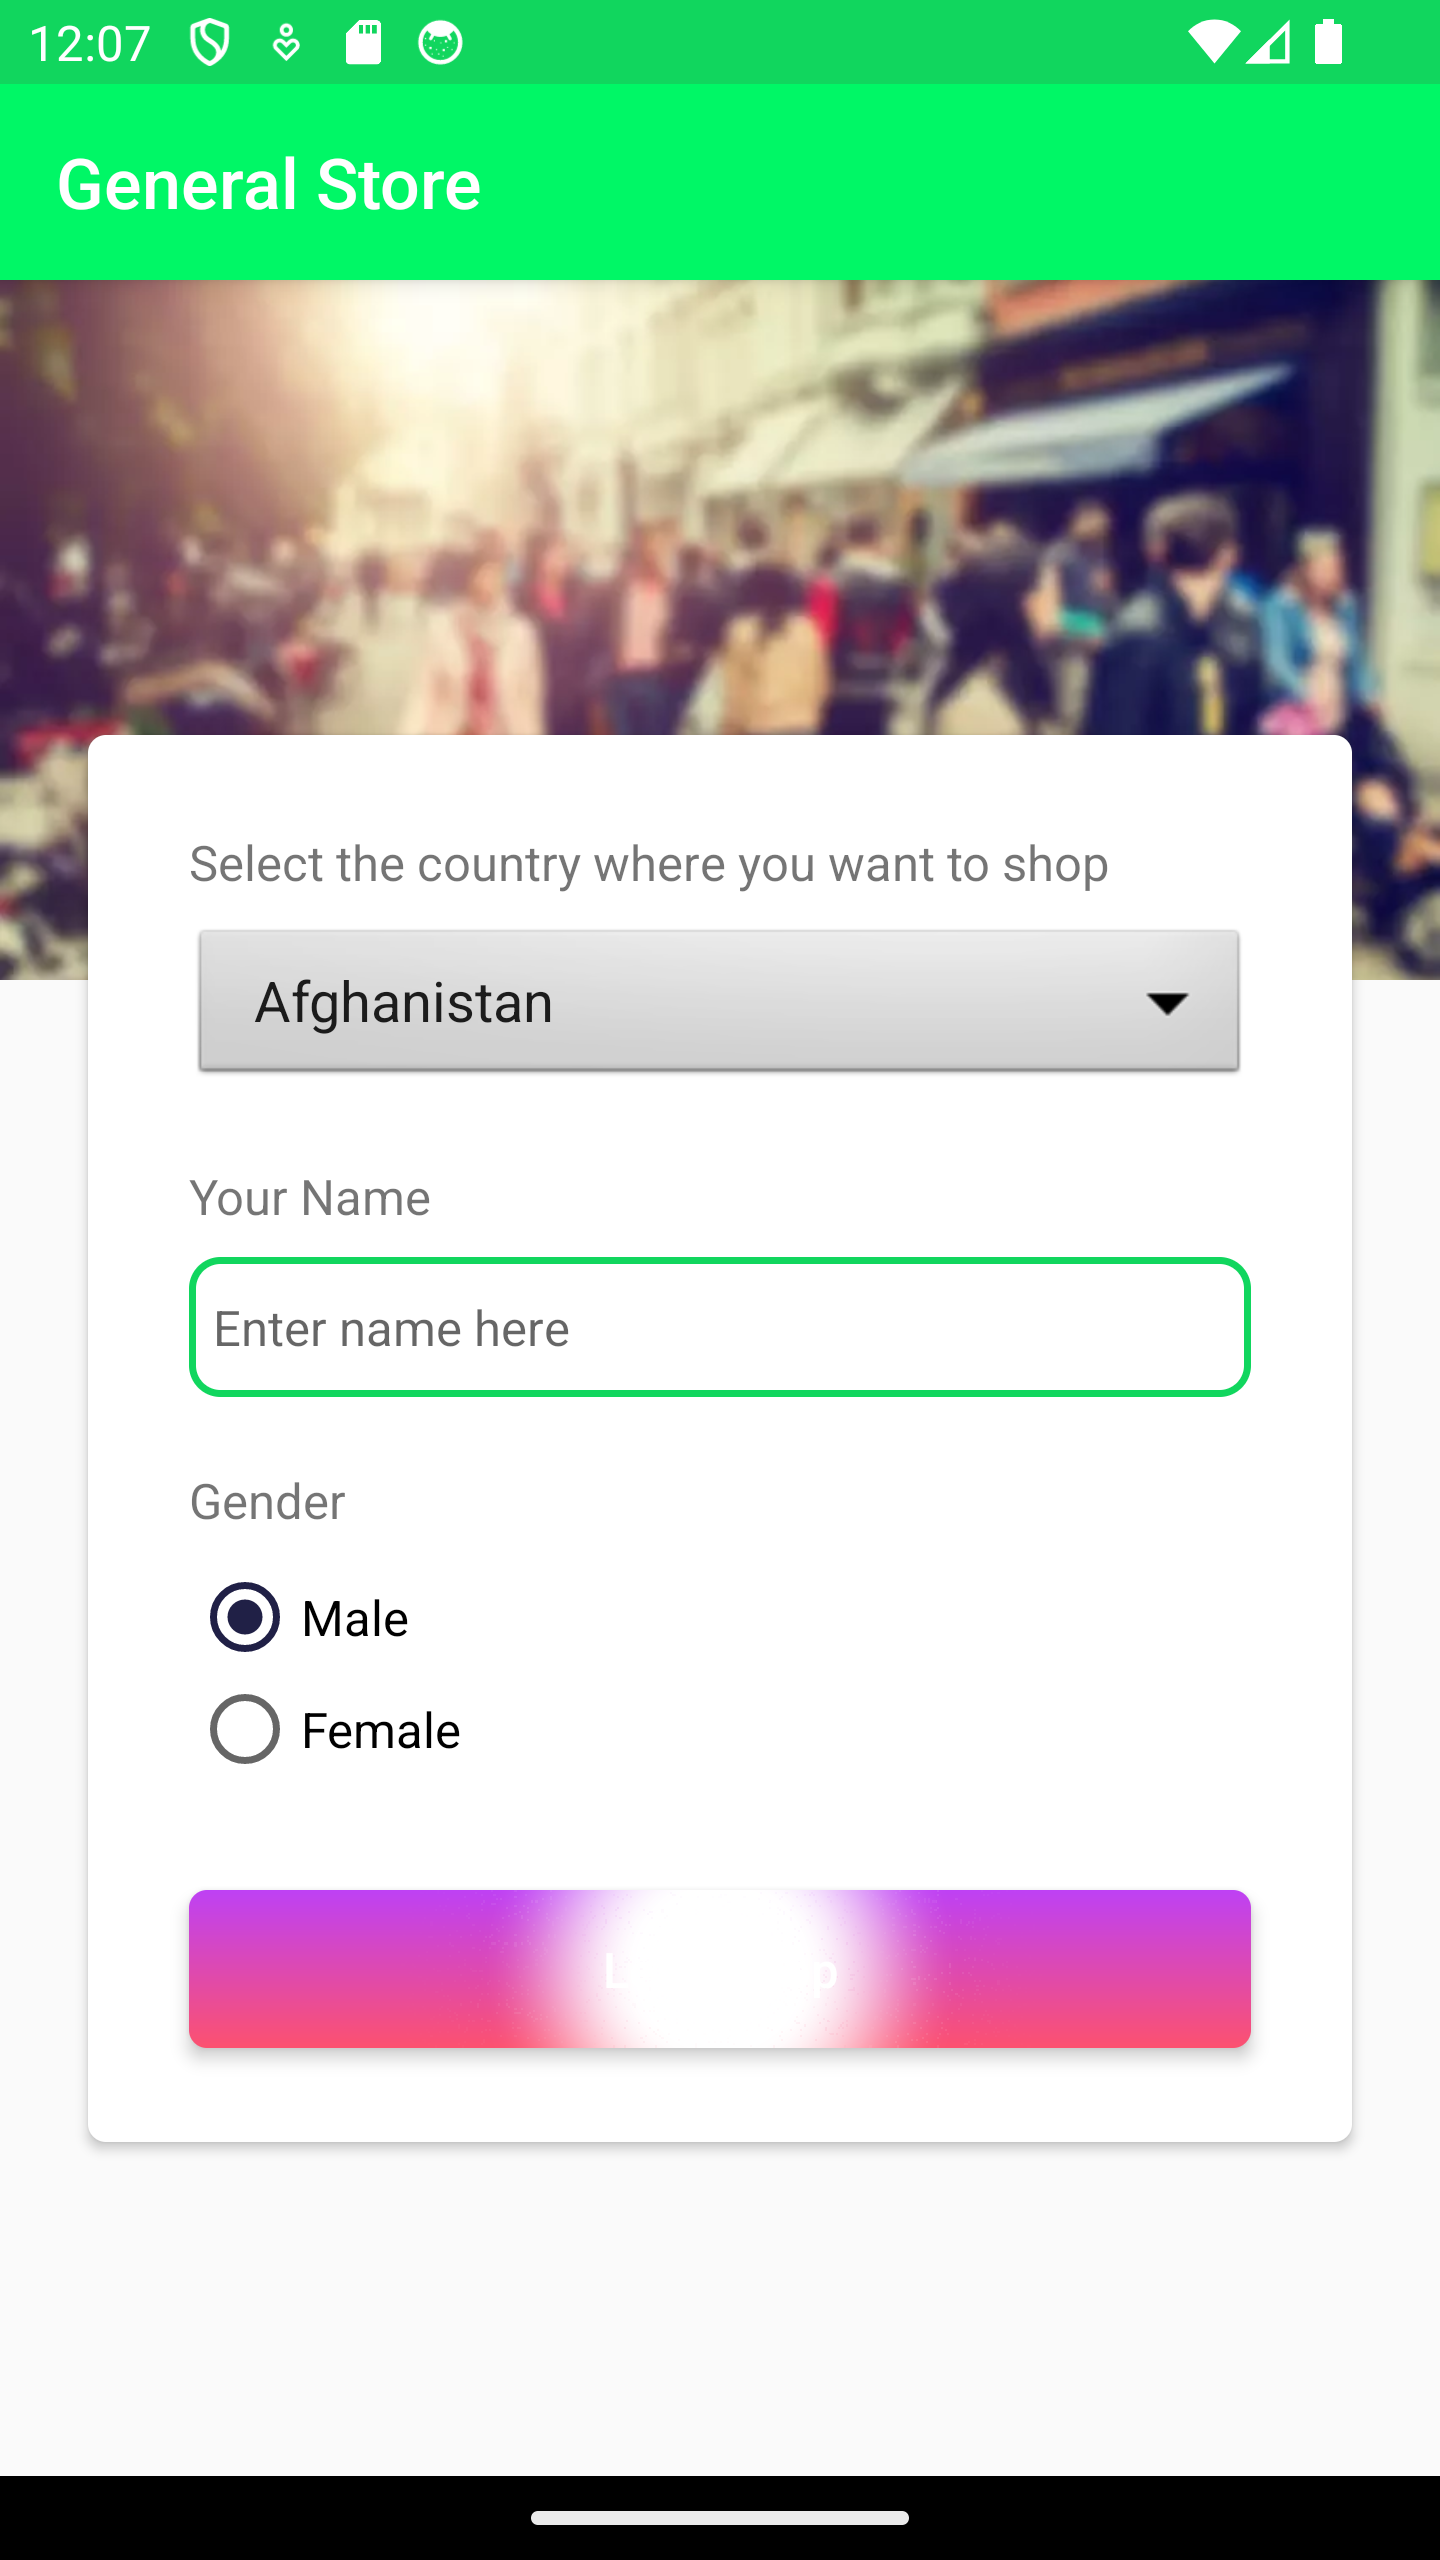 12:07
General Store
Select the country where you want to shop
Afghanistan
Your Name
Enter name here
Gender
Male
Female